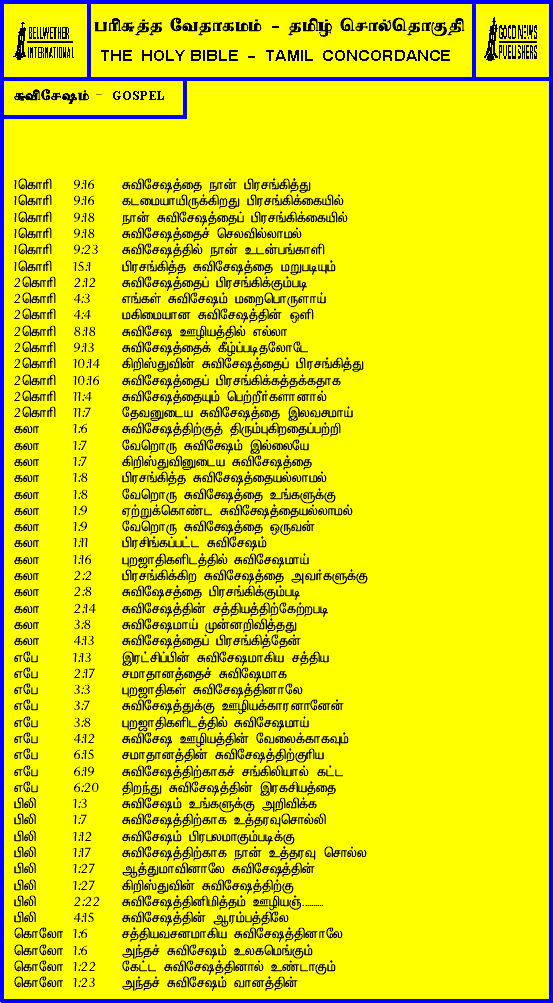 BELLWETHER
INTERNATIONAL
பரிசுத்த வேதாகமம் - தமிழ் சொல்தொகுதி
THE HOLY BIBLE - TAMIL CONCORDANCE
GOOD NEWS
PUBLISHERS
சுவிசேஷம் - GOSPEL
1கொரி 9:16 சுவிசேஷத்தை நான் பிரசங்கித்து
1கொரி 9:16 கடமையாயிருக்கிறது பிரசங்கிக்கையில்
1கொரி 9:18 நான் சுவிசேஷத்தைப் பிரசங்கிக்கையில்
1கொரி 9:18 சுவிசேஷத்தைச் செலவில்லாமல்
1கொரி 9:23 சுவிசேஷத்தில் நான் உடன்பங்காளி
1கொரி 15:1 பிரசங்கித்த சுவிசேஷத்தை மறுபடியும்
2கொரி 2:12 சுவிசேஷத்தைப் பிரசங்கிக்கும்படி
2கொரி 4:3 எங்கள் சுவிசேஷம் மறைபொருளாய்
2கொரி 4:4 மகிமையான சுவிசேஷத்தின் ஒளி
2கொரி 8:18 சுவிசேஷ ஊழியத்தில் எல்லா
2கொரி 9:13 சுவிசேஷத்தைக் கீழ்ப்படிதலோடே
2கொரி 10:14 கிறிஸ்துவின் சுவிசேஷத்தைப் பிரசங்கித்து
2கொரி 10:16 சுவிசேஷத்தைப் பிரசங்கிக்கத்தக்கதாக
2கொரி 11:4 சுவிசேஷத்தையும் பெற்றீர்களானால்
2கொரி 11:7 தேவனுடைய சுவிசேஷத்தை இலவசமாய்
கலா 1:6 சுவிசேஷத்திற்குத் திரும்புகிறதைப்பற்றி
கலா 1:7 வேறொரு சுவிசேஷம் இல்லையே
கலா 1:7 கிறிஸ்துவினுடைய சுவிசேஷத்தை
கலா 1:8 பிரசங்கித்த சுவிசேஷத்தையல்லாமல்
கலா 1:8 வேறொரு சுவிசேஷத்தை உங்களுக்கு
கலா 1:9 ஏற்றுக்கொண்ட சுவிசேஷத்தையல்லாமல்
கலா 1:9 வேறொரு சுவிசேஷத்தை ஒருவன்
கலா 1:11 பிரசிங்கப்பட்ட சுவிசேஷம்
கலா 1:16 புறஜாதிகளிடத்தில் சுவிசேஷமாய்
கலா 2:2 பிரசங்கிக்கிற சுவிசேஷத்தை அவர்களுக்கு
கலா 2:8 சுவிஷேசத்தை பிரசங்கிக்கும்படி
கலா 2:14 சுவிசேஷத்தின் சத்தியத்திற்கேற்றபடி
கலா 3:8 சுவிசேஷமாய் முன்னறிவித்தது
கலா 4:13 சுவிசேஷத்தைப் பிரசங்கித்தேன்
எபே 1:13 இரட்சிப்பின் சுவிசேஷமாகிய சத்திய
எபே 2:17 சமாதானத்தைச் சுவிஷேமாக
எபே 3:3 புறஜாதிகள் சுவிசேஷத்தினாலே
எபே 3:7 சுவிசேஷத்துக்கு ஊழியக்காரனானேன்
எபே 3:8 புறஜாதிகளிடத்தில் சுவிசேஷமாய்
எபே 4:12 சுவிசேஷ ஊழியத்தின் வேலைக்காகவும்
எபே 6:15 சமாதானத்தின் சுவிசேஷத்திற்குரிய
எபே 6:19 சுவிசேஷத்திற்காகச் சங்கிலியால் கட்ட
எபே 6:20 திறந்து சுவிசேஷத்தின் இரகசியத்தை
பிலி 1:3 சுவிசேஷம் உங்களுக்கு அறிவிக்க
பிலி 1:7 சுவிசேஷத்திற்காக உத்தரவுசொல்லி
பிலி 1:12 சுவிசேஷம் பிரபலமாகும்படிக்கு
பிலி 1:17 சுவிசேஷத்திற்காக நான் உத்தரவு சொல்ல
பிலி 1:27 ஆத்துமாவினாலே சுவிசேஷத்தின்
பிலி 1:27 கிறிஸ்துவின் சுவிசேஷத்திற்கு
பிலி 2:22 சுவிசேஷத்தினிமித்தம் ஊழியஞ்..........
பிலி 4:15 சுவிசேஷத்தின் ஆரம்பத்திலே
கொலோ 1:6 சத்தியவசனமாகிய சுவிசேஷத்தினாலே
கொலோ 1:6 அந்தச் சுவிசேஷம் உலகமெங்கும்
கொலோ 1:22 கேட்ட சுவிசேஷத்தினால் உண்டாகும்
கொலோ 1:23 அந்தச் சுவிசேஷம் வானத்தின்